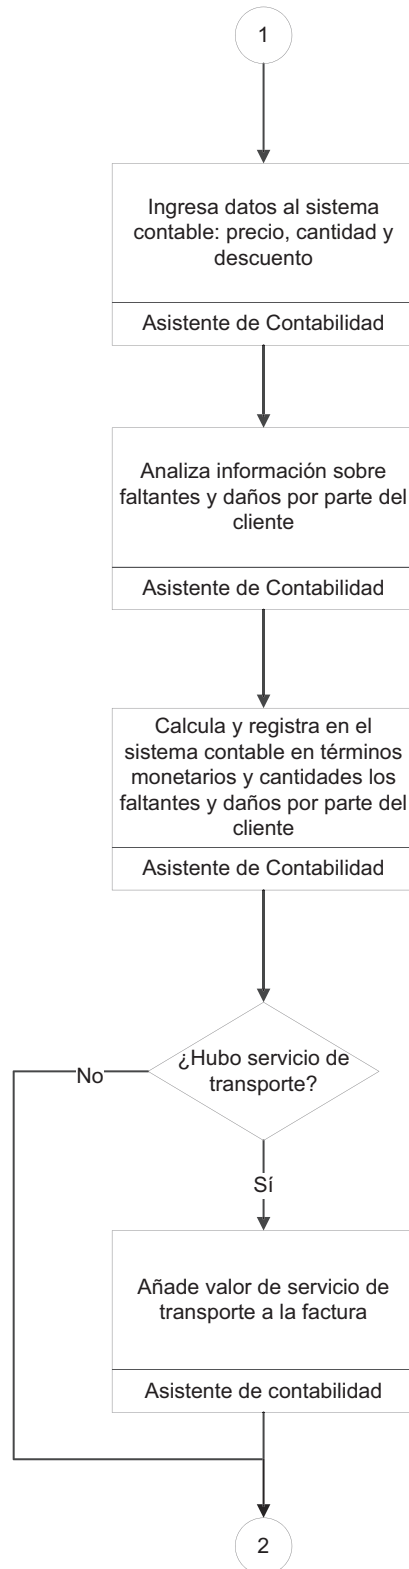 1
Ingresa datos al sistema
contable: precio, cantidad y
descuento
Asistente de Contabilidad
Analiza información sobre
faltantes y daños por parte del
cliente
Asistente de Contabilidad
Calcula y registra en el
sistema contable en términos
monetarios y cantidades los
faltantes y daños por parte del
cliente
Asistente de Contabilidad
¿Hubo servicio de
transporte?
No
Sí
Añade valor de servicio de
transporte a la factura
Asistente de contabilidad
2